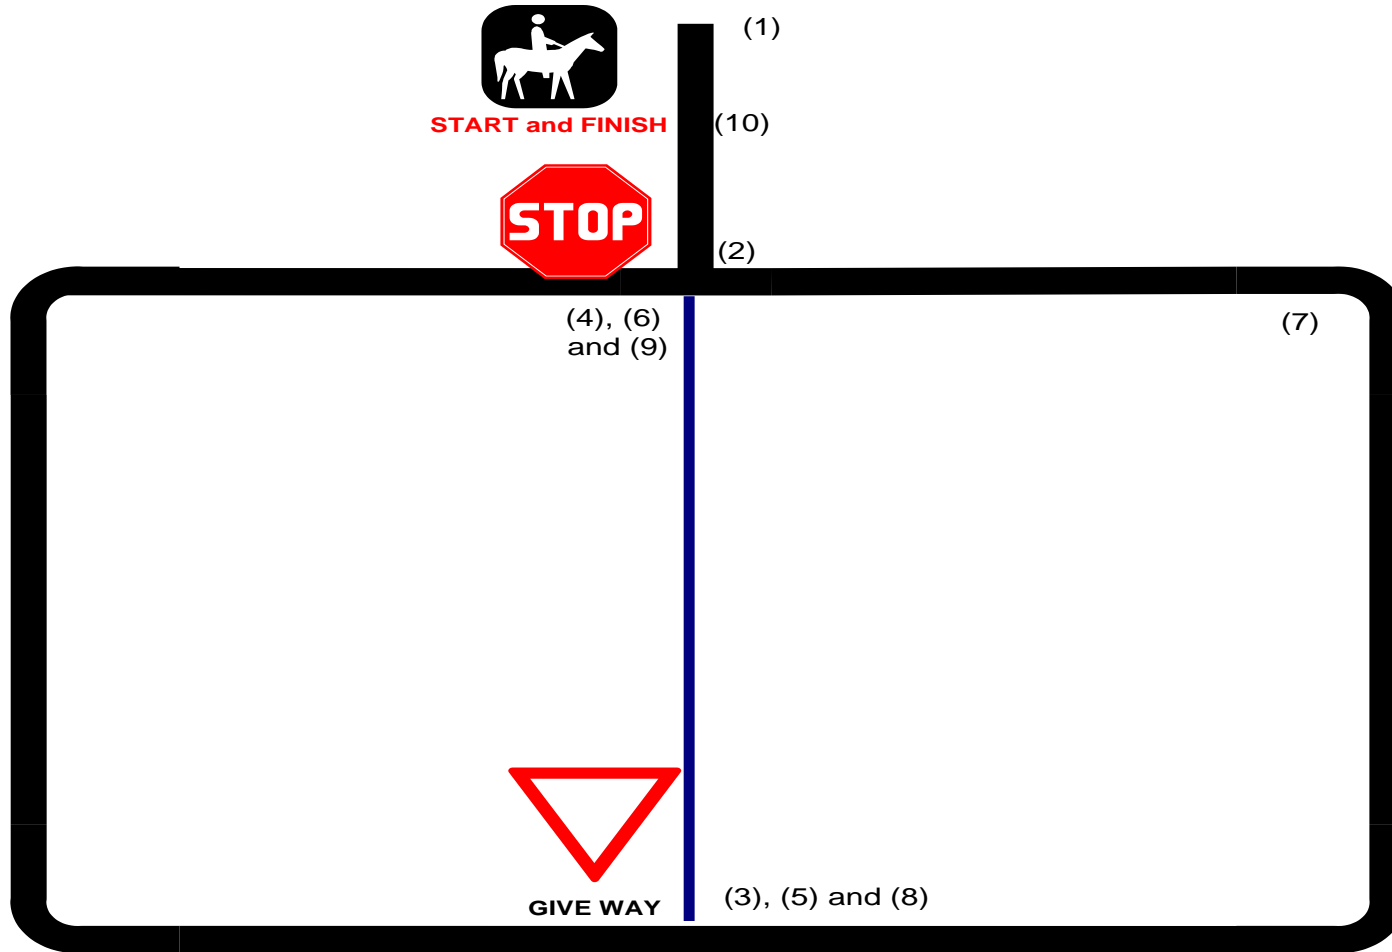 (1)
START and FINISH
(10)
STOP
(2)
(4), (6)
and (9)
(7)
GIVE WAY
(3), (5) and (8)